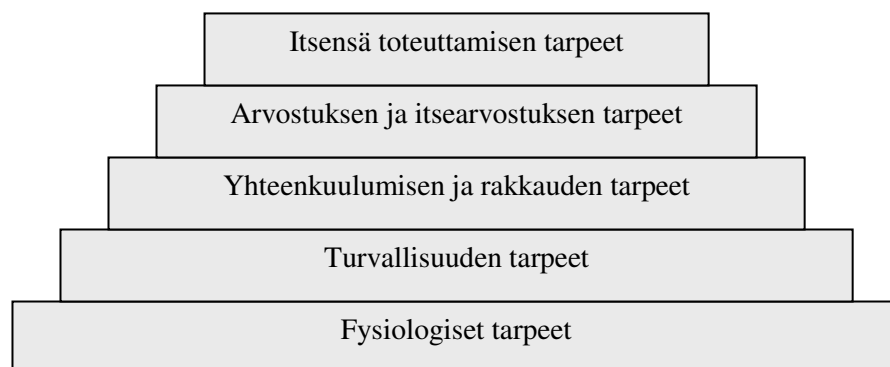 Itsensä toteuttamisen tarpeet
Arvostuksen ja itsearvostuksen tarpeet
Yhteenkuulumisen ja rakkauden tarpeet
Turvallisuuden tarpeet
Fysiologiset tarpeet